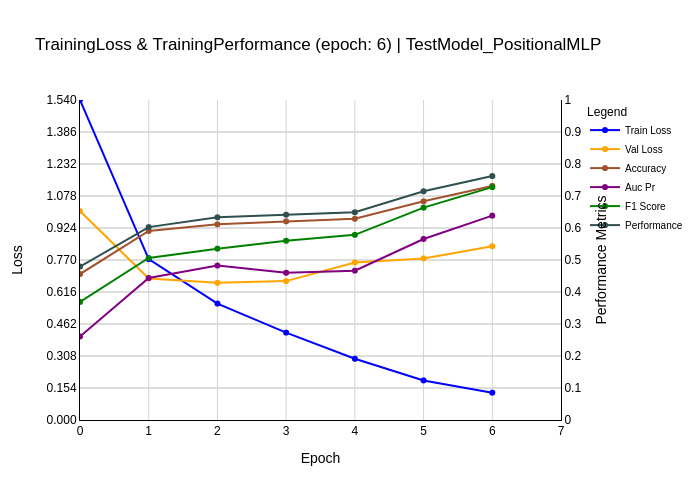 TrainingLoss & TrainingPerformance (epoch: 6) | TestModel_PositionalMLP
1.540
1.386
1.232
1.078
0.924
0.770
0.616
0.462
0.308
0.154
0.000
Loss
0 1 2 3 4 5 6 7
Epoch
1
0.9
0.8
0.7
0.6
0.5
0.4
0.3
0.2
0.1
0
Performance Metrics
Legend
Train Loss
Val Loss
Accuracy
Auc Pr
F1 Score
Performance